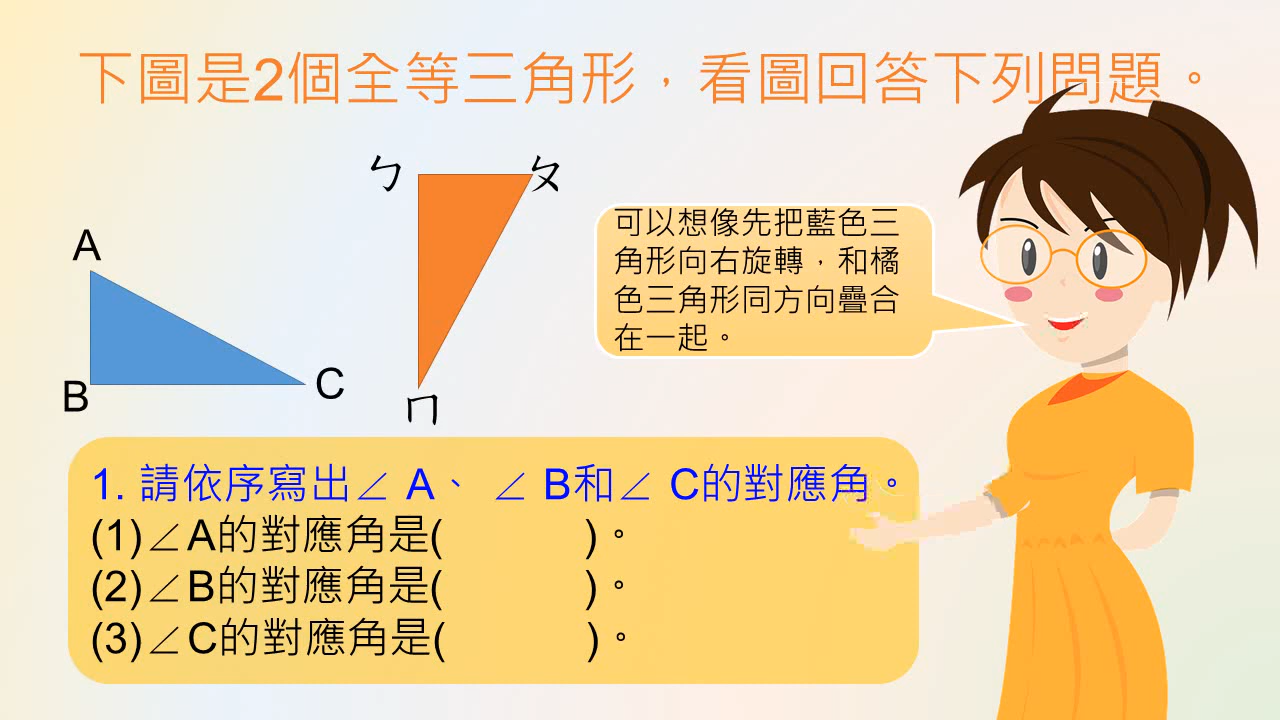 下圖是2個全等三角形，看圖回答下列問題。
ㄅ
ㄆ
A
B
C
ㄇ
可以想像先把藍色三
角形向右旋轉，和橘
色三角形同方向疊合
在一起。
1. 請依序寫出∠ A、 ∠ B和∠ C的對應角。
(1)∠A的對應角是(            )。
(2)∠B的對應角是(            )。
(3)∠C的對應角是(            )。